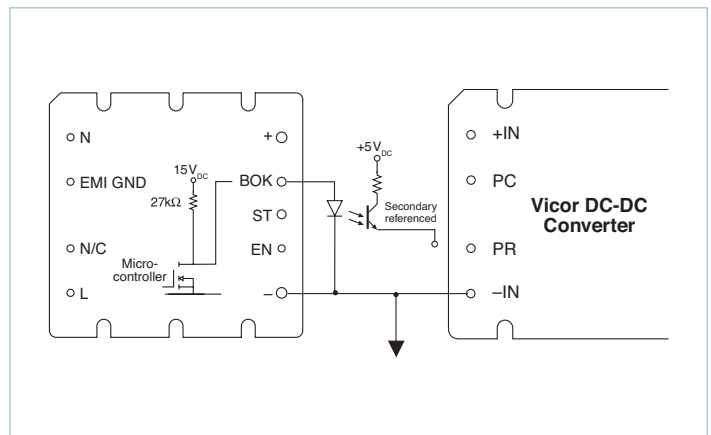 N
EMI GND
N/C
L
15V DC
27kΩ
Micro-
controller
+
BOK
ST
EN
–
+5V DC
Secondary
referenced
+IN
PC
PR
–IN
Vicor DC-DC
Converter